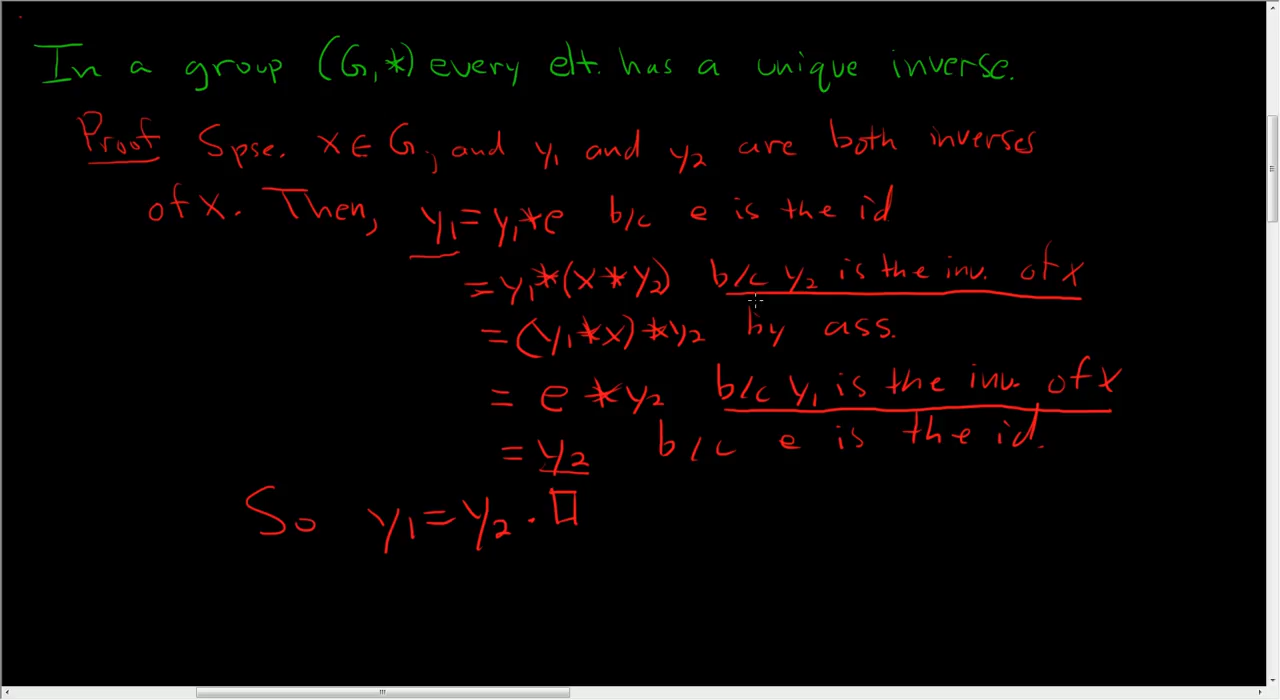 In a group (G,*) every elt. has a unique inverse.
Proof Spse. x∈G, and y₁ and y₂ are both inverses
of x. Then, y₁=y₁*e b/c e is the id
=y₁*(x*y₂) b/c y₂ is the inv. of x
=(y₁*x)*y₂ by ass.
= e*y₂ b/c y₁ is the inv. of x
= y₂ b/c e is the id.
So y₁=y₂. □